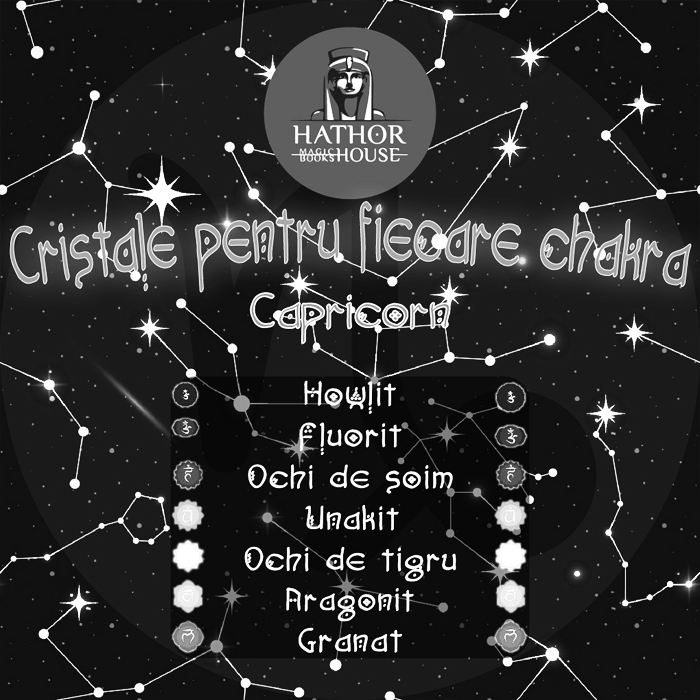 HATHOR
MAGIC BOOKS HOUSE
Cristale pentru fiecare chakra
Capricorn
Howlit
Fluorit
Ochi de șoim
Unakit
Ochi de tigru
Aragonit
Granat